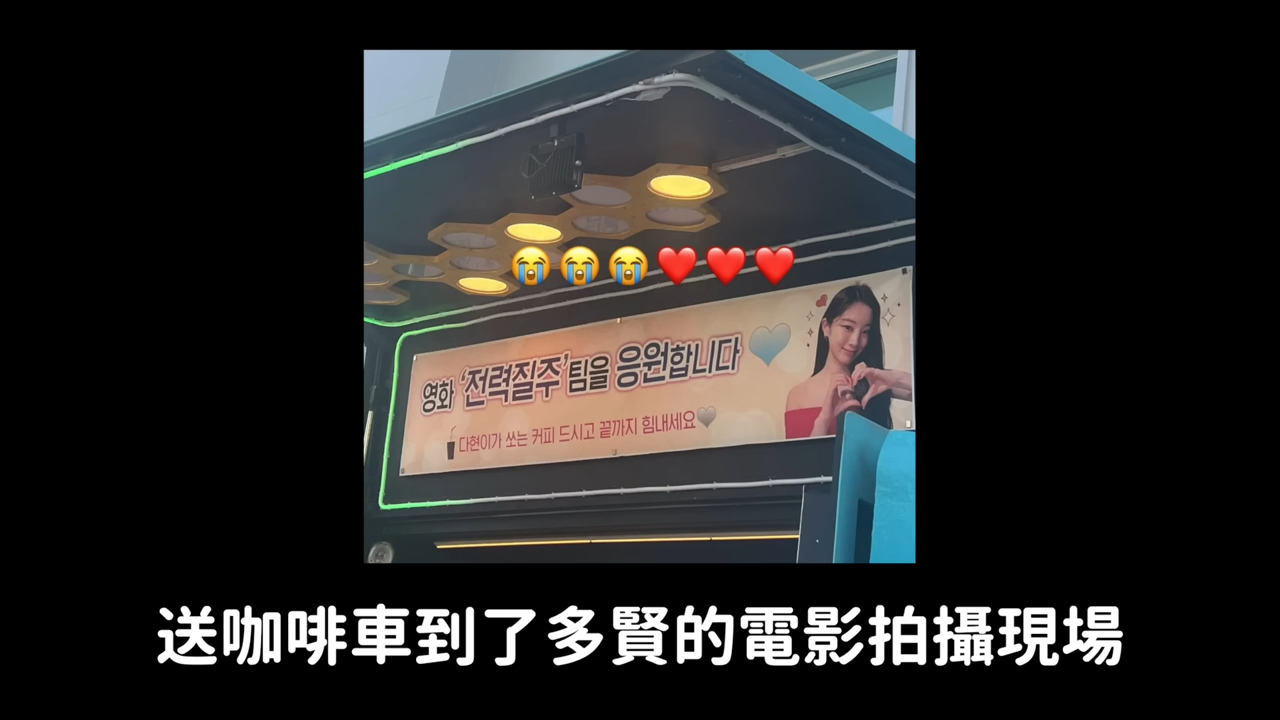 😭😭😭❤️❤️❤️
영화 '전력질주'팀을 응원합니다
다현이가 쏘는 커피 드시고 끝까지 힘내세요
送咖啡車到了多賢的電影拍攝現場